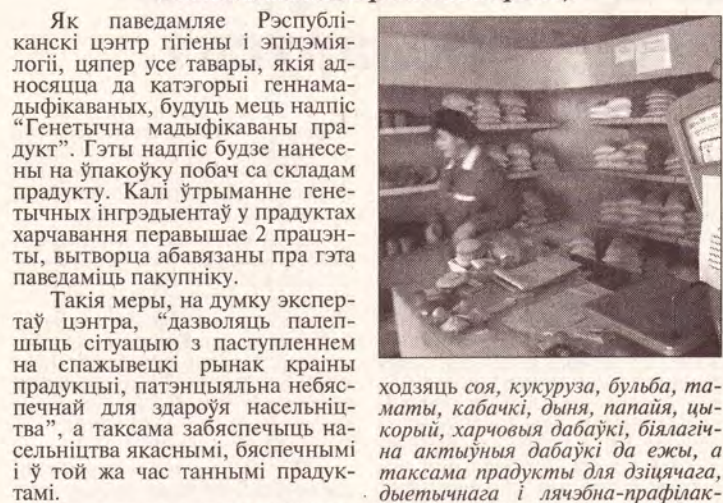 Як паведамляе Рэспублі-
канскі цэнтр гігіены і эпідэмія-
логіі, цяпер усе тавары, якія ад-
носяцца да катэгорыі геннама-
дыфікаваных, будуць мець надпіс
“Генетычна мадыфікаваны пра-
дукт”. Гэты надпіс будзе нанесе-
ны на ўпакоўку побач са складам
прадукту. Калі ўтрыманне гене-
тычных інгрэдыентаў у прадуктах
харчавання перавышае 2 працэн-
ты, вытворца абавязаны пра гэта
паведаміць пакупніку.
Такія меры, на думку экспер-
таў цэнтра, “дазволяць палеп-
шыць сітуацыю з паступленнем
на спажывецкі рынак краіны
прадукцыі, патэнцыяльна небяс-
печнай для здароўя насельніц-
тва”, а таксама забяспечыць на-
сельніцтва якаснымі, бяспечнымі
і ў той жа час таннымі прадук-
тамі.
ходзяць соя, кукуруза, бульба, та-
маты, кабачкі, дыня, папайя, цы-
корый, харчовыя дабаўкі, біялагіч-
на актыўныя дабаўкі да ежы, а
таксама прадукты для дзіцячага,
дыетычнага і лячэбна-прафілак-